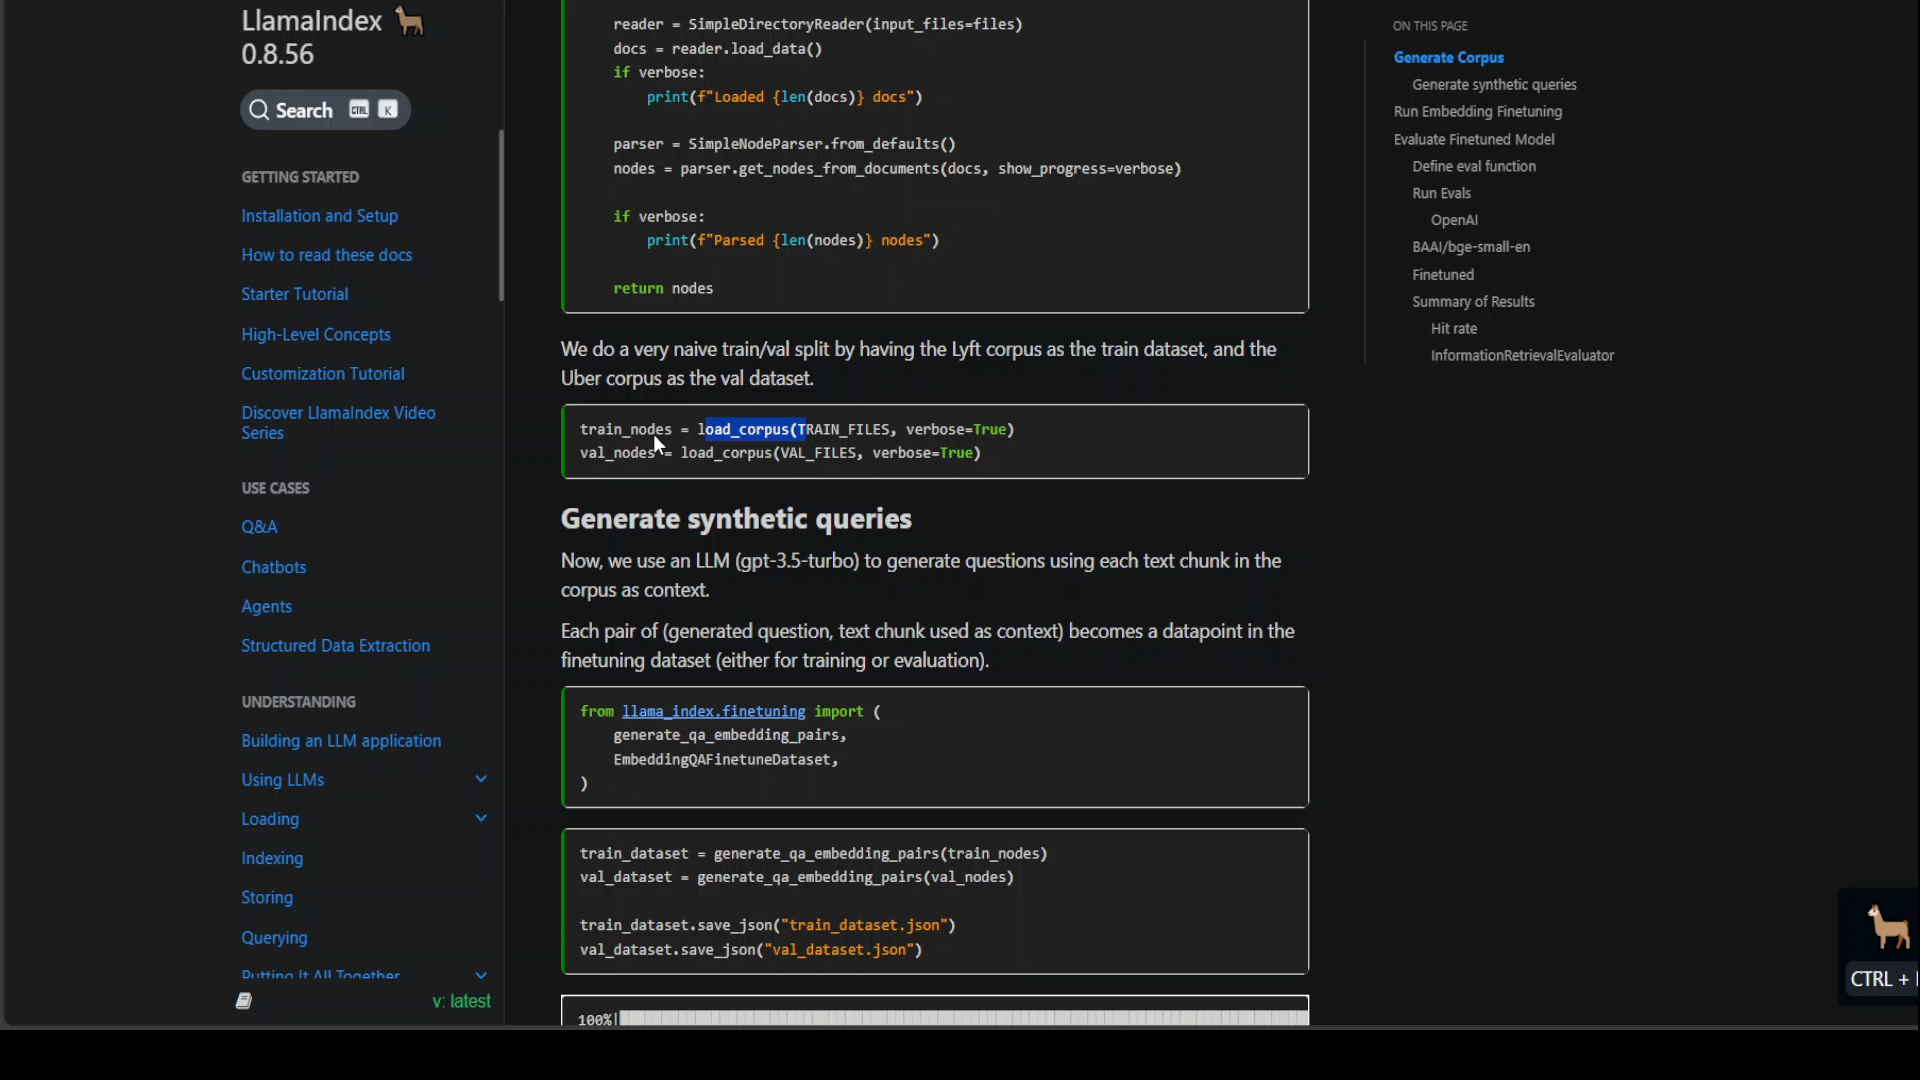 LlamaIndex
0.8.56
Search CTRL K
GETTING STARTED
Installation and Setup
How to read these docs
Starter Tutorial
High-Level Concepts
Customization Tutorial
Discover LlamaIndex Video
Series
USE CASES
Q&A
Chatbots
Agents
Structured Data Extraction
UNDERSTANDING
Building an LLM application
Using LLMs
Loading
Indexing
Storing
Querying
Putting It All Together
v: latest
reader = SimpleDirectoryReader(input_files=files)
docs = reader.load_data()
if verbose:
print(f"Loaded {len(docs)} docs")
parser = SimpleNodeParser.from_defaults()
nodes = parser.get_nodes_from_documents(docs, show_progress=verbose)
if verbose:
print(f"Parsed {len(nodes)} nodes")
return nodes
We do a very naive train/val split by having the Lyft corpus as the train dataset, and the
Uber corpus as the val dataset.
train_nodes = load_corpus(TRAIN_FILES, verbose=True)
val_nodes = load_corpus(VAL_FILES, verbose=True)
Generate synthetic queries
Now, we use an LLM (gpt-3.5-turbo) to generate questions using each text chunk in the
corpus as context.
Each pair of (generated question, text chunk used as context) becomes a datapoint in the
finetuning dataset (either for training or evaluation).
from llama_index.finetuning import (
generate_qa_embedding_pairs,
EmbeddingQAFinetuneDataset,
)
train_dataset = generate_qa_embedding_pairs(train_nodes)
val_dataset = generate_qa_embedding_pairs(val_nodes)
train_dataset.save_json("train_dataset.json")
val_dataset.save_json("val_dataset.json")
100%|
ON THIS PAGE
Generate Corpus
Generate synthetic queries
Run Embedding Finetuning
Evaluate Finetuned Model
Define eval function
Run Evals
OpenAI
BAAI/bge-small-en
Finetuned
Summary of Results
Hit rate
InformationRetrievalEvaluator
CTRL +